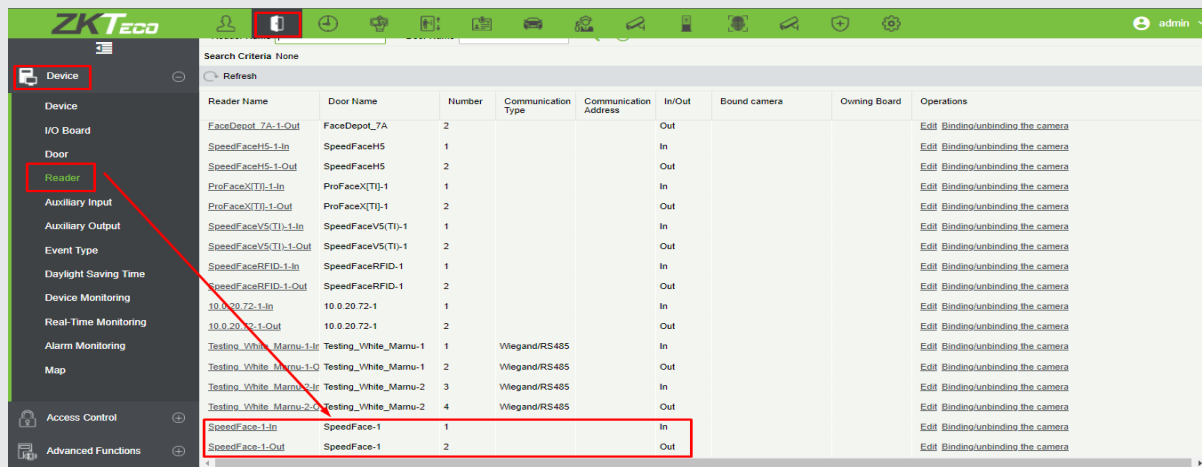 ZKTECO admin
Search Criteria None
Device
Refresh
Device
I/O Board
Door
Reader
Auxiliary Input
Auxiliary Output
Event Type
Daylight Saving Time
Device Monitoring
Real-Time Monitoring
Alarm Monitoring
Map
Access Control
Advanced Functions
Reader Name Door Name Number Communication Type Communication Address In/Out Bound camera Owning Board Operations
FaceDepot_7A-1-Out FaceDepot_7A 2 Out Edit Binding/unbinding the camera
SpeedFaceH5-1-In SpeedFaceH5 1 In Edit Binding/unbinding the camera
SpeedFaceH5-1-Out SpeedFaceH5 2 Out Edit Binding/unbinding the camera
ProFaceX[TI]-1-In ProFaceX[TI]-1 1 In Edit Binding/unbinding the camera
ProFaceX[TI]-1-Out ProFaceX[TI]-1 2 Out Edit Binding/unbinding the camera
SpeedFaceV5(TI)-1-In SpeedFaceV5(TI)-1 1 In Edit Binding/unbinding the camera
SpeedFaceV5(TI)-1-Out SpeedFaceV5(TI)-1 2 Out Edit Binding/unbinding the camera
SpeedFaceRFID-1-In SpeedFaceRFID-1 1 In Edit Binding/unbinding the camera
SpeedFaceRFID-1-Out SpeedFaceRFID-1 2 Out Edit Binding/unbinding the camera
10.0.20.72-1-In 10.0.20.72-1 1 In Edit Binding/unbinding the camera
10.0.20.72-1-Out 10.0.20.72-1 2 Out Edit Binding/unbinding the camera
Testing_White_Marnu-1-In Testing_White_Marnu-1 1 Wiegand/RS485 In Edit Binding/unbinding the camera
Testing_White_Marnu-1-O Testing_White_Marnu-1 2 Wiegand/RS485 Out Edit Binding/unbinding the camera
Testing_White_Marnu-2-In Testing_White_Marnu-2 3 Wiegand/RS485 In Edit Binding/unbinding the camera
Testing_White_Marnu-2-O Testing_White_Marnu-2 4 Wiegand/RS485 Out Edit Binding/unbinding the camera
SpeedFace-1-In SpeedFace-1 1 In Edit Binding/unbinding the camera
SpeedFace-1-Out SpeedFace-1 2 Out Edit Binding/unbinding the camera